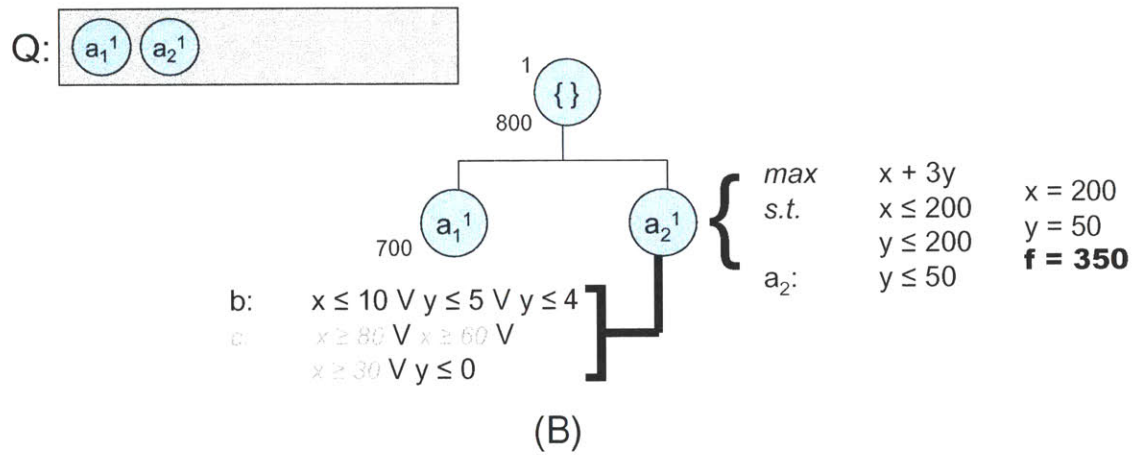 Q: a₁¹ a₂¹
1
{ }
800
a₁¹
700
a₂¹
max x + 3y
s.t. x ≤ 200
y ≤ 200
a₂: y ≤ 50
x = 200
y = 50
f = 350
b: x ≤ 10 V y ≤ 5 V y ≤ 4
c: x ≥ 80 V x ≥ 60 V
x ≥ 30 V y ≤ 0
(B)